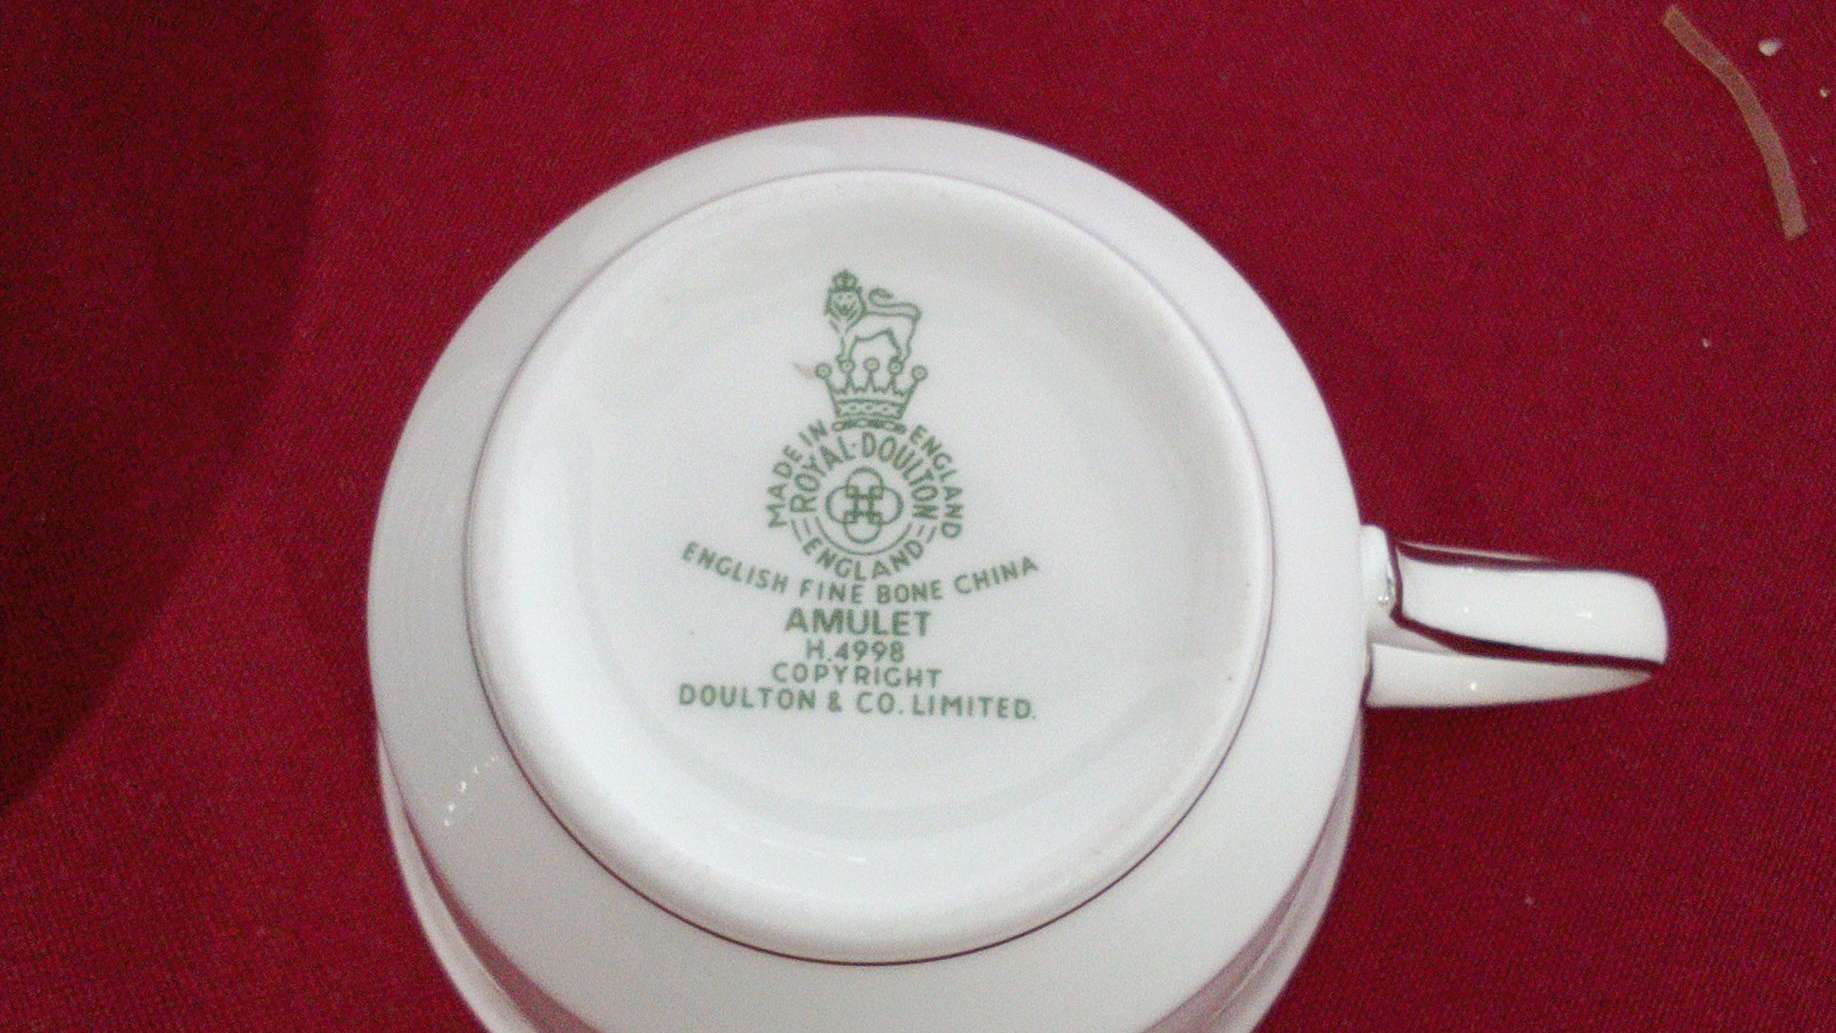 MADE IN ENGLAND
ROYAL·DOULTON
ENGLAND
ENGLISH FINE BONE CHINA
AMULET
H.4998
COPYRIGHT
DOULTON & CO. LIMITED.